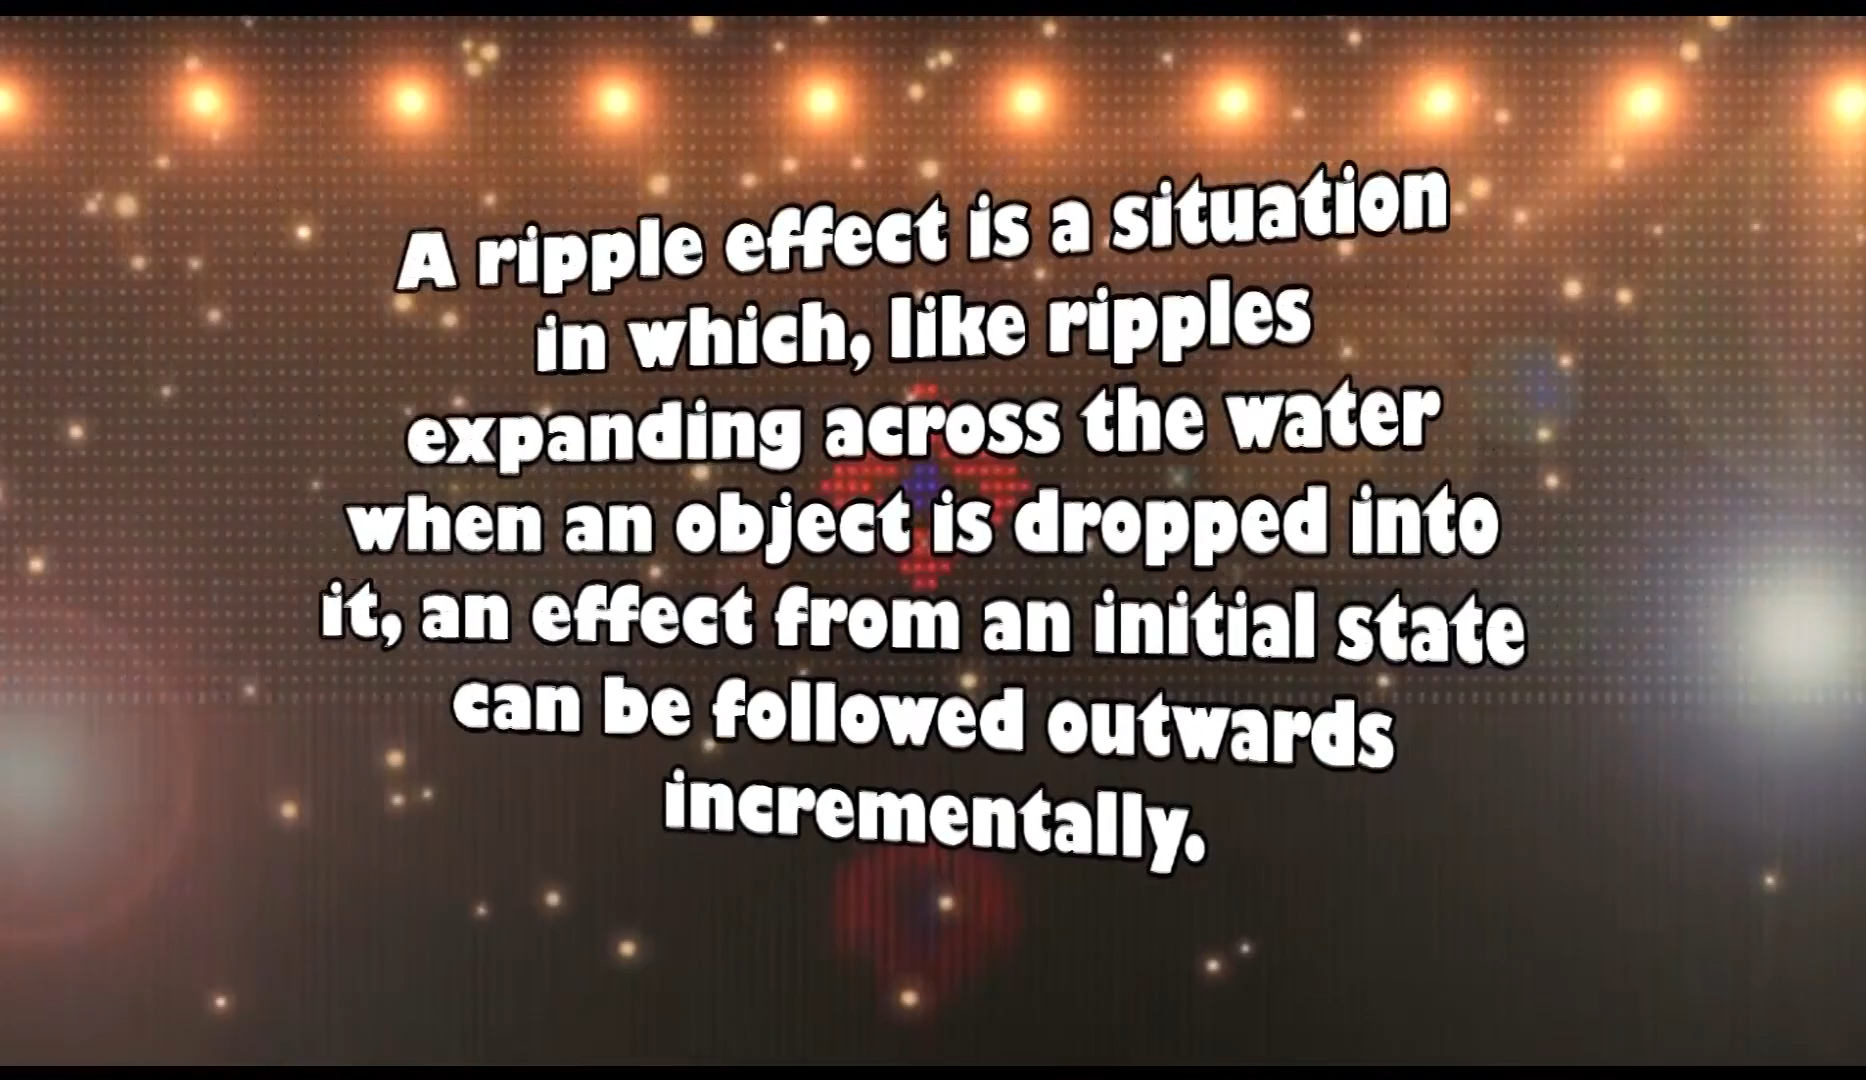 A ripple effect is a situation
in which, like ripples
expanding across the water
when an object is dropped into
it, an effect from an initial state
can be followed outwards
incrementally.